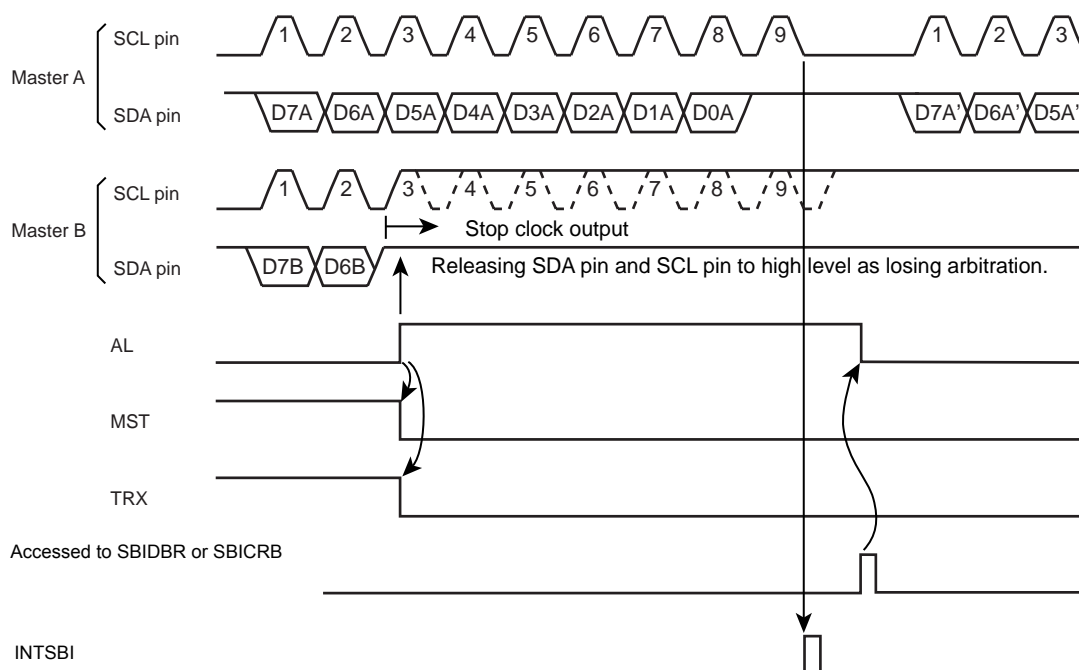 SCL pin 1 2 3 4 5 6 7 8 9 1 2 3
Master A
SDA pin D7A D6A D5A D4A D3A D2A D1A D0A D7A' D6A' D5A'
SCL pin 1 2 3 4 5 6 7 8 9
Master B
Stop clock output
SDA pin D7B D6B Releasing SDA pin and SCL pin to high level as losing arbitration.
AL
MST
TRX
Accessed to SBIDBR or SBICRB
INTSBI